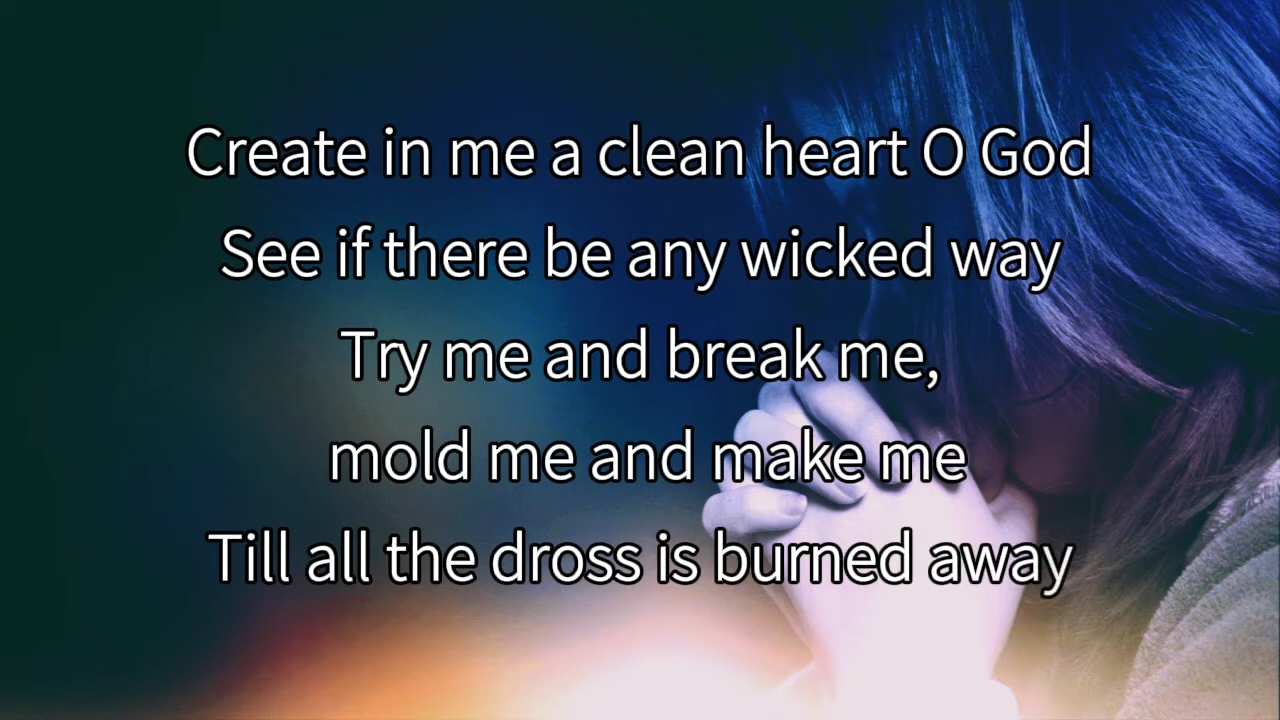 Create in me a clean heart O God
See if there be any wicked way
Try me and break me,
mold me and make me
Till all the dross is burned away